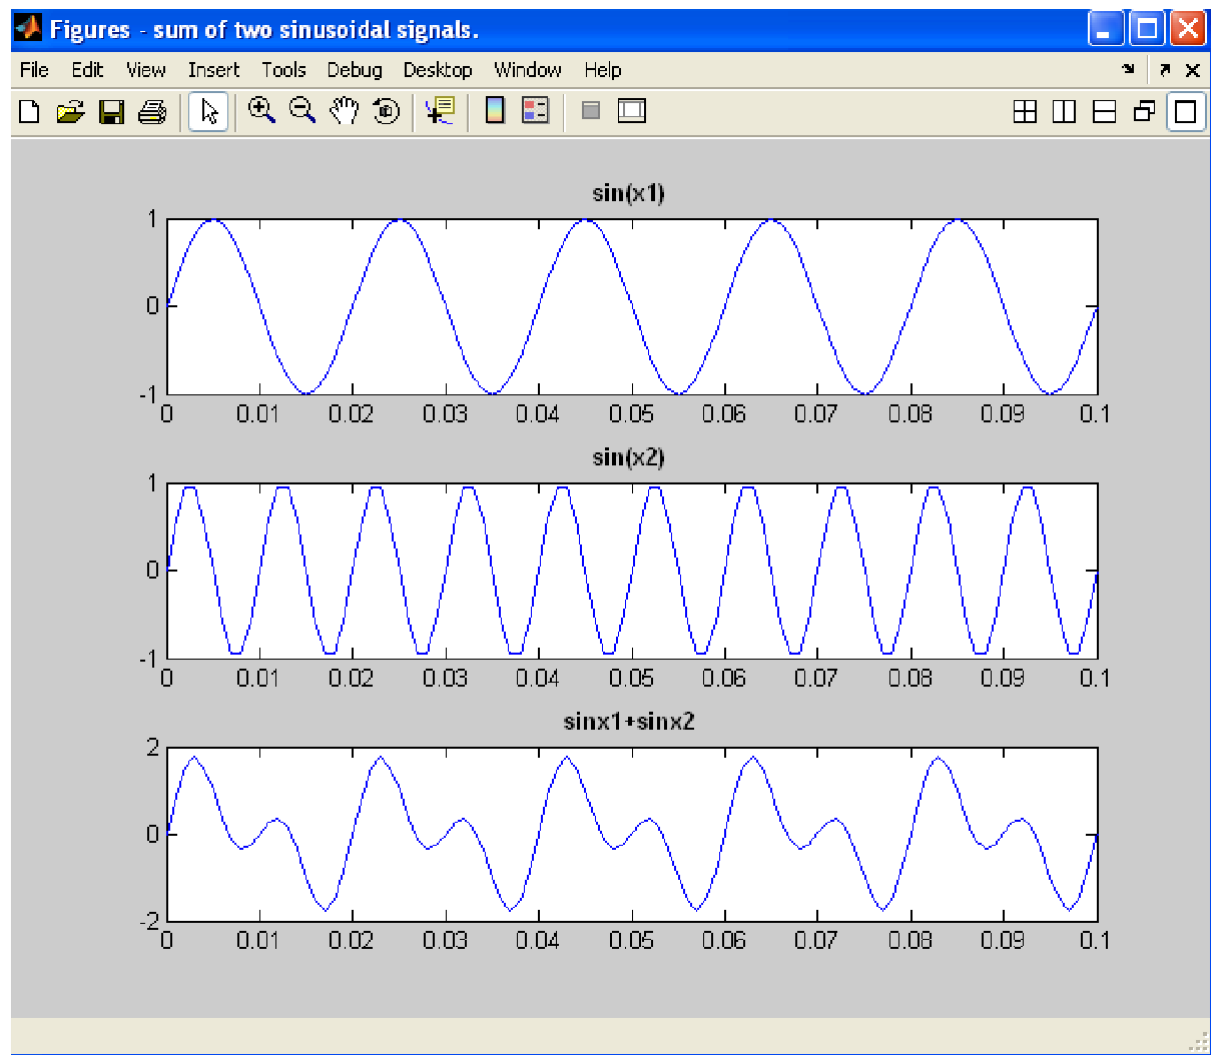 Figures - sum of two sinusoidal signals.
File Edit View Insert Tools Debug Desktop Window Help
sin(x1)
1
0
-1
0 0.01 0.02 0.03 0.04 0.05 0.06 0.07 0.08 0.09 0.1
sin(x2)
1
0
-1
0 0.01 0.02 0.03 0.04 0.05 0.06 0.07 0.08 0.09 0.1
sinx1+sinx2
2
0
-2
0 0.01 0.02 0.03 0.04 0.05 0.06 0.07 0.08 0.09 0.1